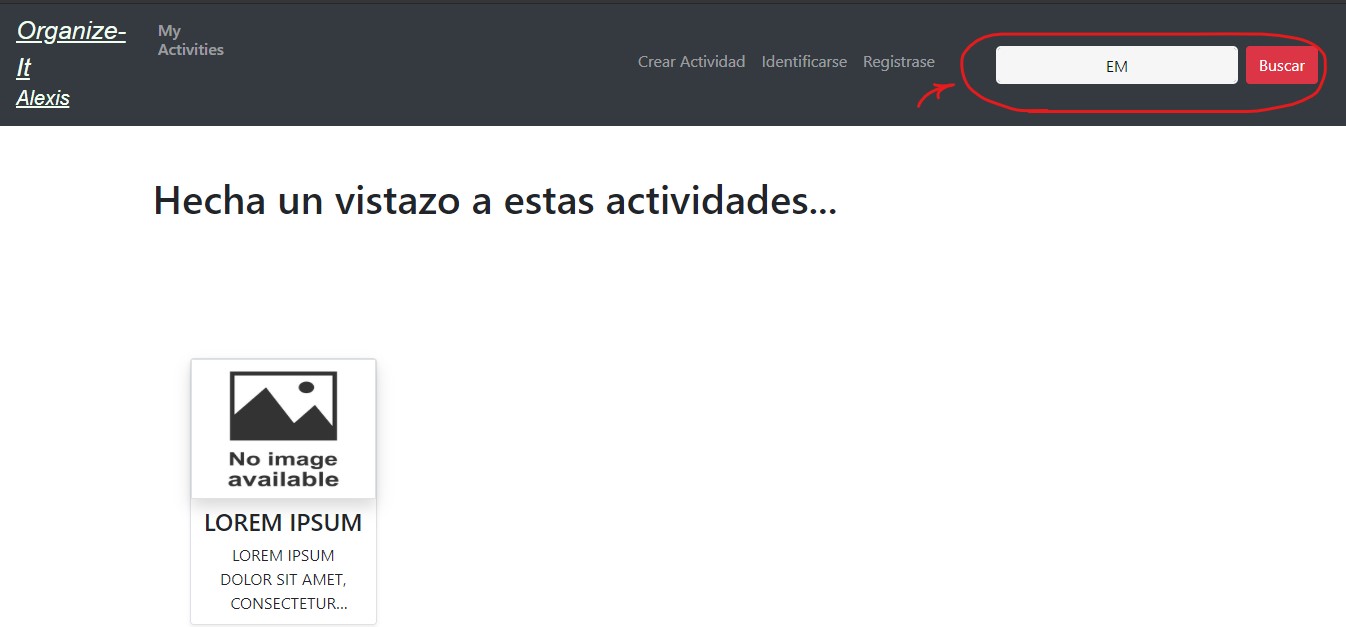 Organize-
It
Alexis
My
Activities
Crear Actividad Identificarse Registrase
EM
Buscar
Hecha un vistazo a estas actividades...
No image
available
LOREM IPSUM
LOREM IPSUM
DOLOR SIT AMET,
CONSECTETUR...